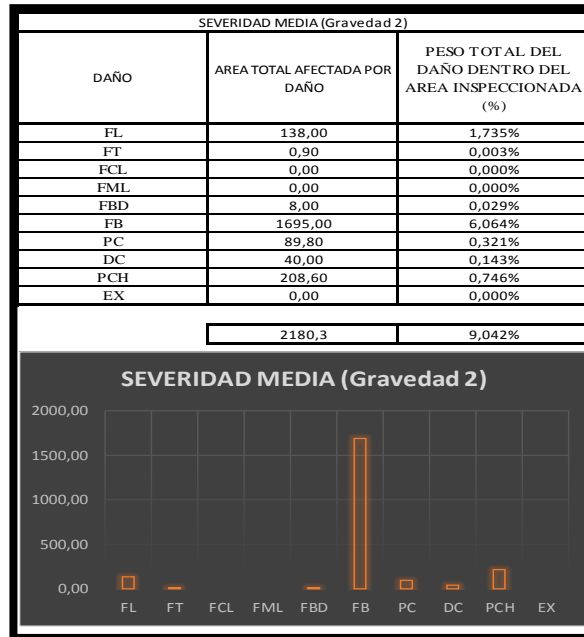 SEVERIDAD MEDIA (Gravedad 2)
DAÑO
AREA TOTAL AFECTADA POR
DAÑO
PESO TOTAL DEL
DAÑO DENTRO DEL
AREA INSPECCIONADA
(%)
FL 138,00 1,735%
FT 0,90 0,003%
FCL 0,00 0,000%
FML 0,00 0,000%
FBD 8,00 0,029%
FB 1695,00 6,064%
PC 89,80 0,321%
DC 40,00 0,143%
PCH 208,60 0,746%
EX 0,00 0,000%
2180,3 9,042%
SEVERIDAD MEDIA (Gravedad 2)
2000,00
1500,00
1000,00
500,00
0,00
FL FT FCL FML FBD FB PC DC PCH EX